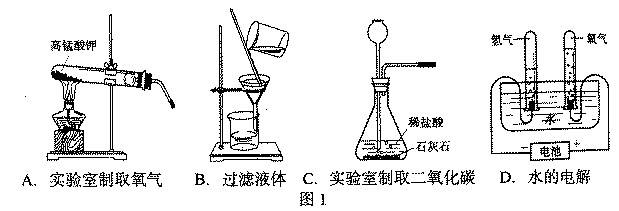 高锰酸钾
氢气
氧气
稀盐酸
石灰石
水
- 电池 +
A. 实验室制取氧气 B. 过滤液体 C. 实验室制取二氧化碳 D. 水的电解
图 1